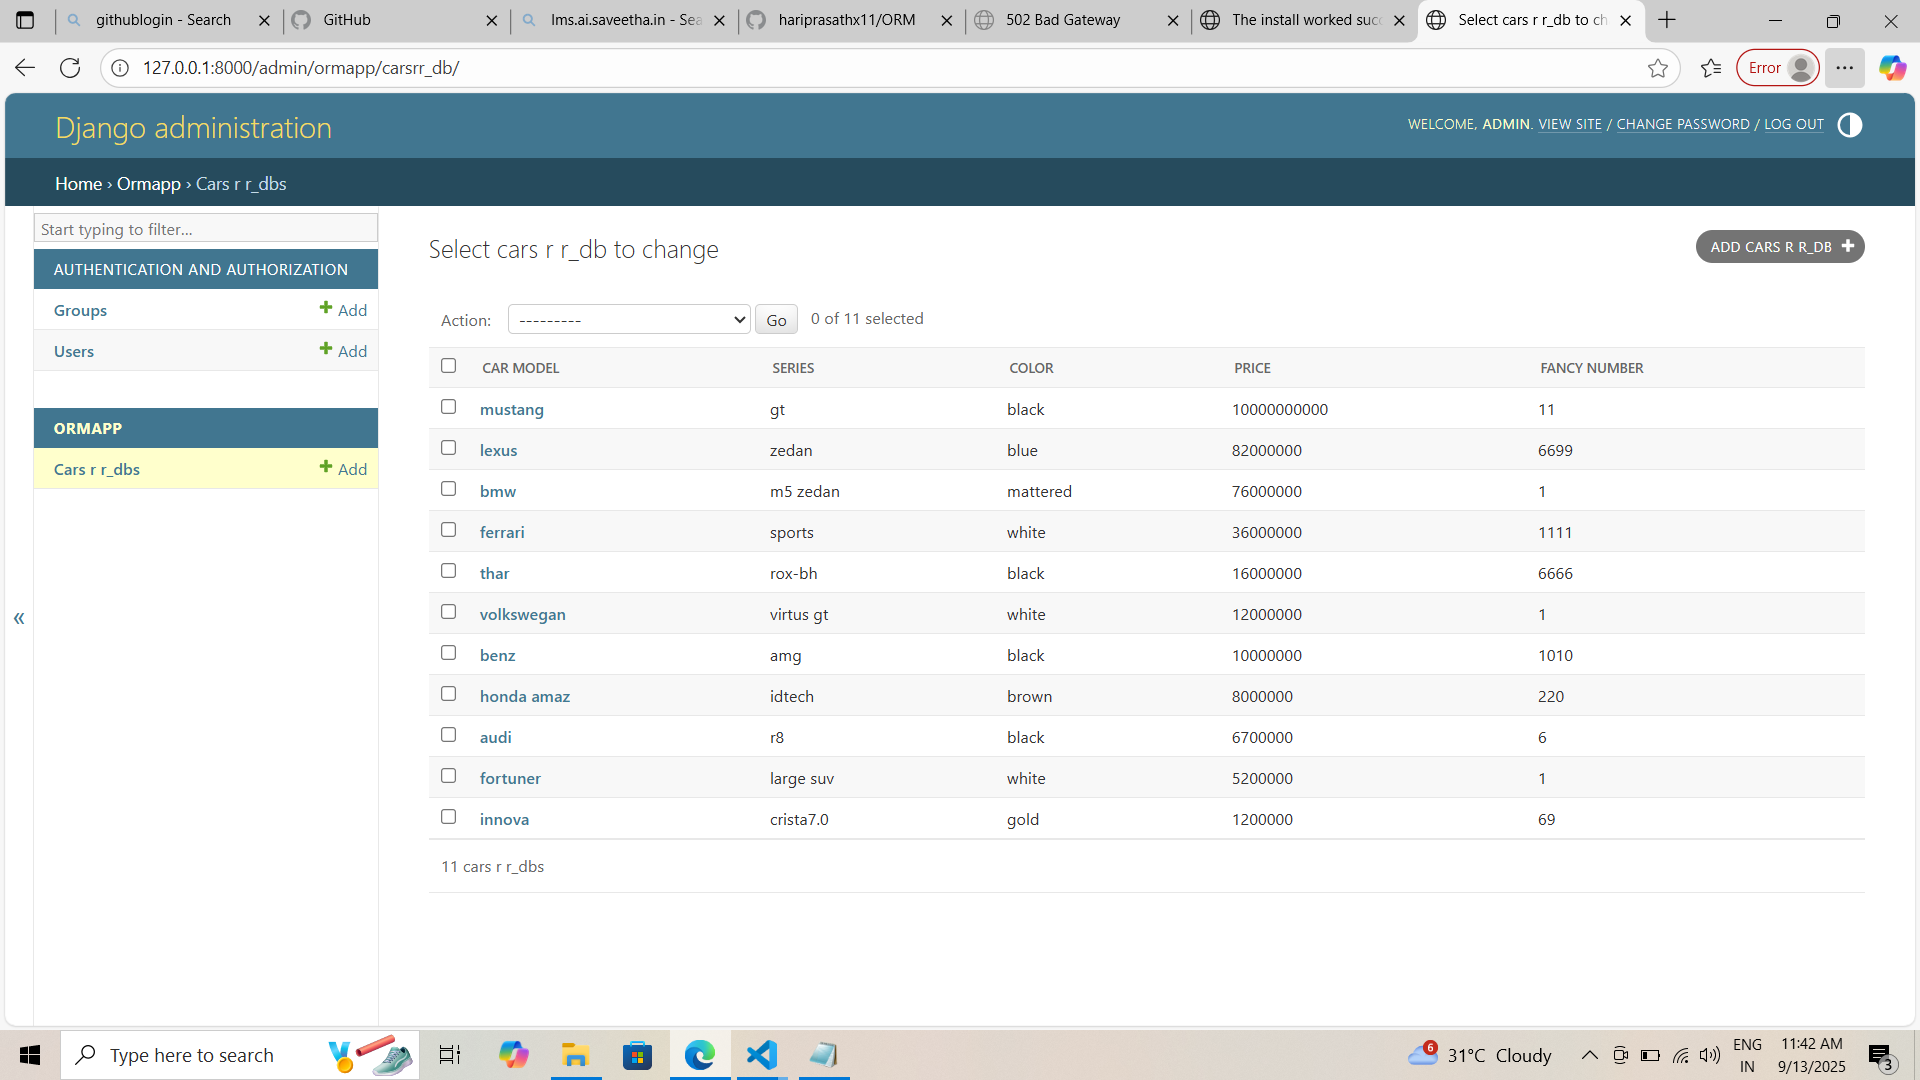 githublogin - Search
GitHub
lms.ai.saveetha.in - Sea
hariprasathx11/ORM
502 Bad Gateway
The install worked succ
Select cars r r_db to ch
127.0.0.1:8000/admin/ormapp/carsrr_db/
Error
Django administration
WELCOME, ADMIN. VIEW SITE / CHANGE PASSWORD / LOG OUT
Home › Ormapp › Cars r r_dbs
Start typing to filter...
AUTHENTICATION AND AUTHORIZATION
Groups Add
Users Add
ORMAPP
Cars r r_dbs Add
«
Select cars r r_db to change
ADD CARS R R_DB
Action: --------- Go 0 of 11 selected
CAR MODEL SERIES COLOR PRICE FANCY NUMBER
mustang gt black 10000000000 11
lexus zedan blue 82000000 6699
bmw m5 zedan mattered 76000000 1
ferrari sports white 36000000 1111
thar rox-bh black 16000000 6666
volkswegan virtus gt white 12000000 1
benz amg black 10000000 1010
honda amaz idtech brown 8000000 220
audi r8 black 6700000 6
fortuner large suv white 5200000 1
innova crista7.0 gold 1200000 69
11 cars r r_dbs
Type here to search
6
31°C Cloudy
ENG
IN
11:42 AM
9/13/2025
3